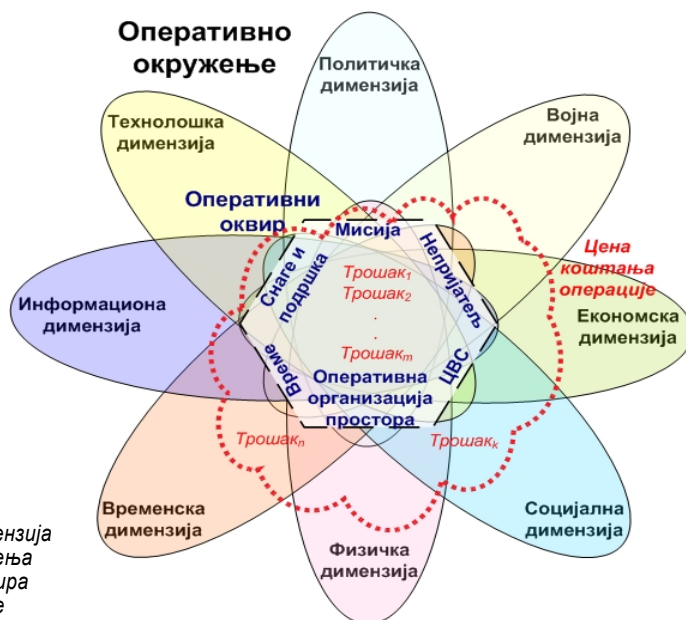 Оперативно
окружење
Политичка
димензија
Технолошка
димензија
Војна
димензија
Оперативни
оквир
Мисија
Непријатељ
Снаге и
подршка
Цена
коштања
операције
Трошак1
Трошак2
.
.
Трошакm
Информациона
димензија
Економска
димензија
Време
ЦВС
Оперативна
организација
простора
Трошакn
Трошакk
Временска
димензија
Социјална
димензија
Физичка
димензија